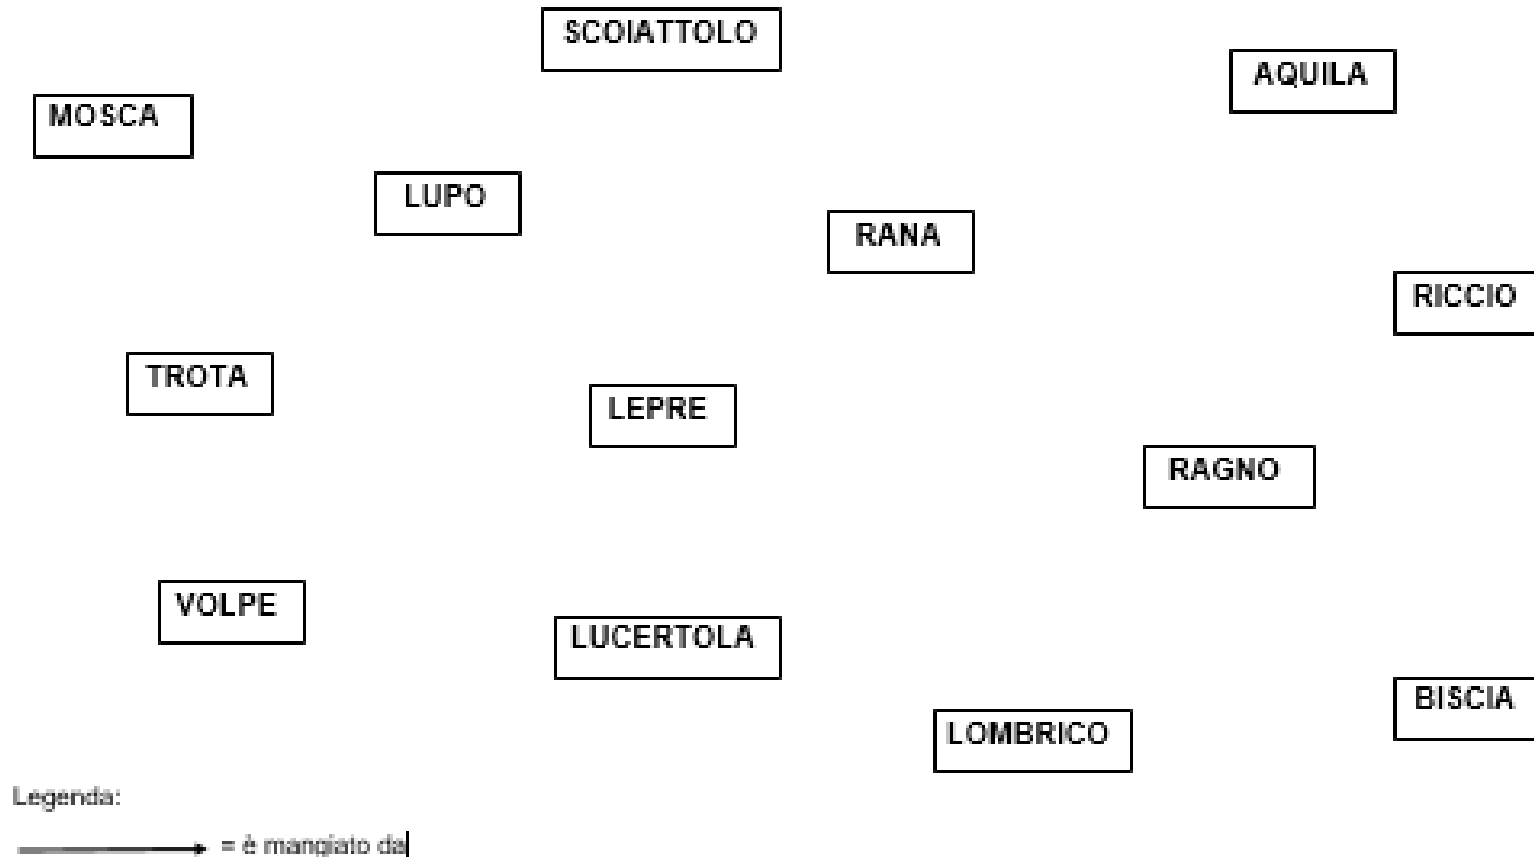 SCOIATTOLO
AQUILA
MOSCA
LUPO
RANA
RICCIO
TROTA
LEPRE
RAGNO
VOLPE
LUCERTOLA
BISCIA
LOMBRICO
Legenda:
= è mangiato da